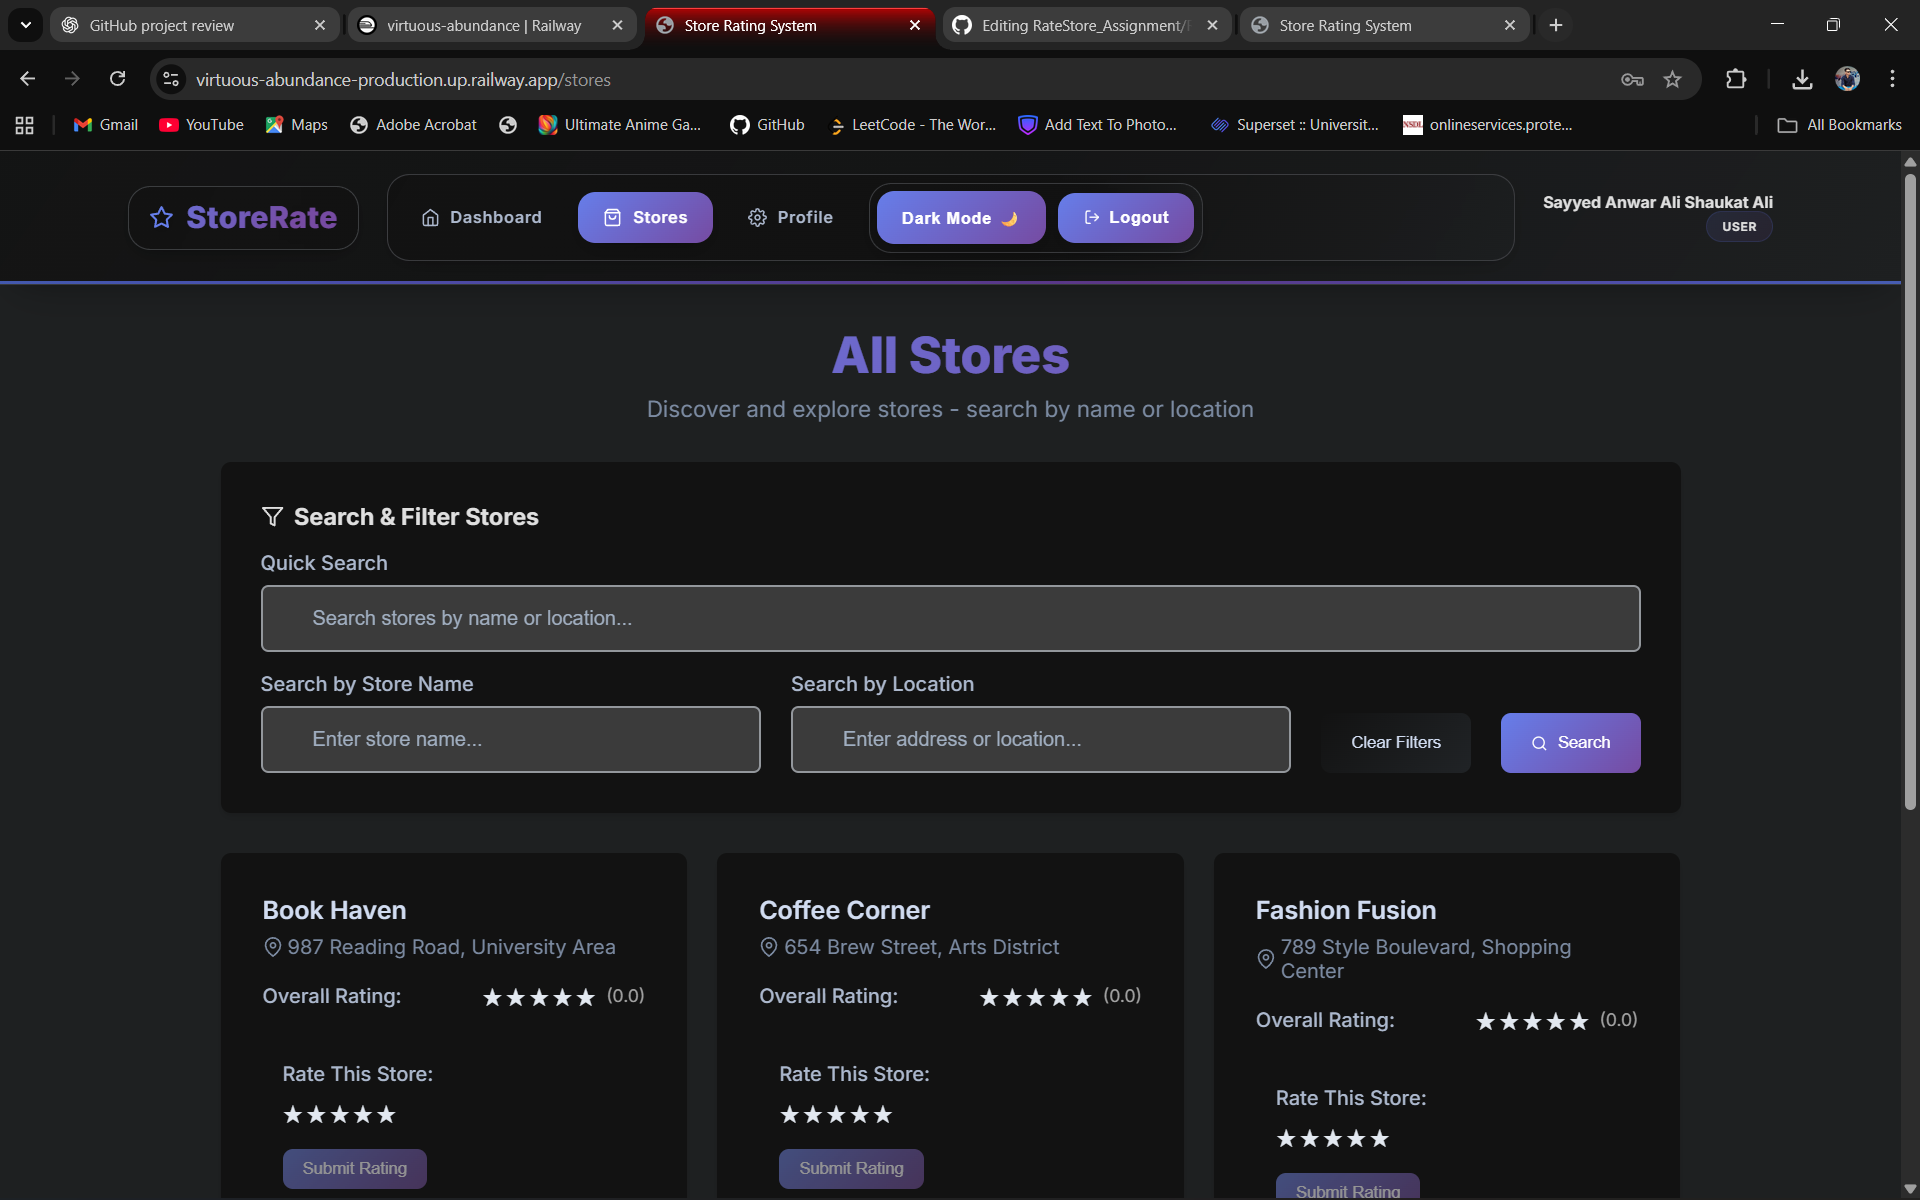 GitHub project review
virtuous-abundance | Railway
Store Rating System
Editing RateStore_Assignment/
Store Rating System
virtuous-abundance-production.up.railway.app/stores
Gmail
YouTube
Maps
Adobe Acrobat
Ultimate Anime Ga...
GitHub
LeetCode - The Wor...
Add Text To Photo...
Superset :: Universit...
NSDL
onlineservices.prote...
All Bookmarks
StoreRate
Dashboard
Stores
Profile
Dark Mode 🌙
Logout
Sayyed Anwar Ali Shaukat Ali
USER
All Stores
Discover and explore stores - search by name or location
Search & Filter Stores
Quick Search
Search stores by name or location...
Search by Store Name
Search by Location
Enter store name...
Enter address or location...
Clear Filters
Search
Book Haven
987 Reading Road, University Area
Overall Rating: ★★★★★ (0.0)
Rate This Store:
★★★★★
Submit Rating
Coffee Corner
654 Brew Street, Arts District
Overall Rating: ★★★★★ (0.0)
Rate This Store:
★★★★★
Submit Rating
Fashion Fusion
789 Style Boulevard, Shopping
Center
Overall Rating: ★★★★★ (0.0)
Rate This Store:
★★★★★
Submit Rating